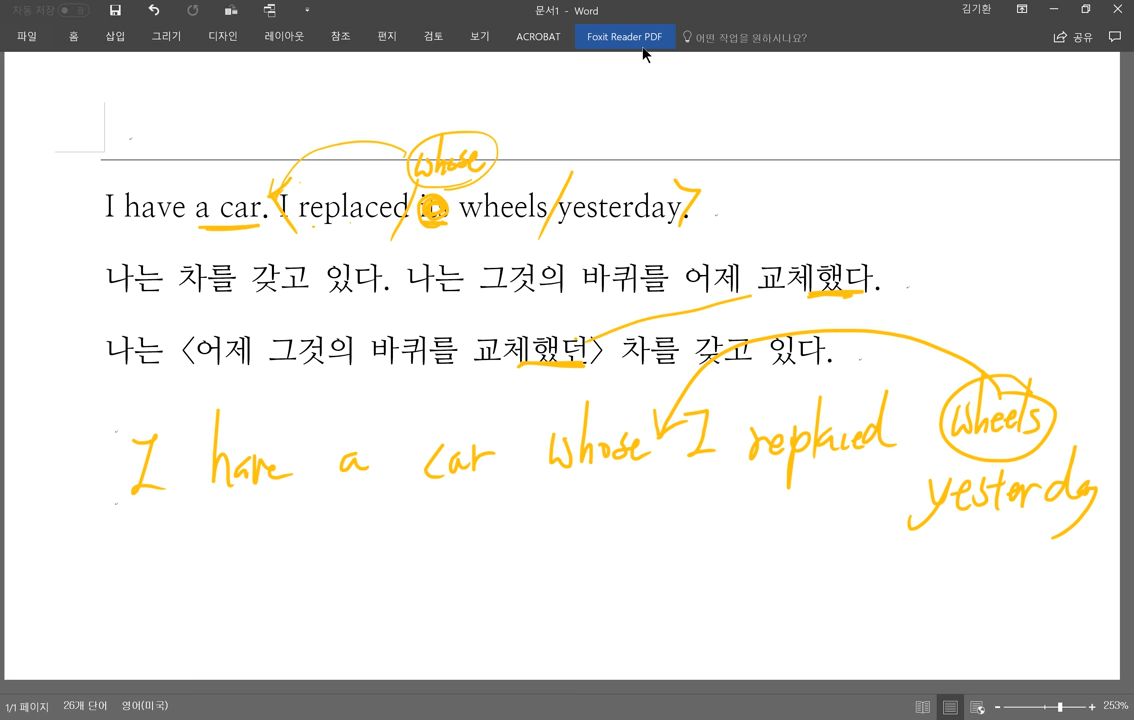 자동 저장 끔
문서1 - Word
김기환
파일 홈 삽입 그리기 디자인 레이아웃 참조 편지 검토 보기 ACROBAT Foxit Reader PDF 어떤 작업을 원하시나요? 공유
whose
I have a car. I replaced wheels yesterday.
나는 차를 갖고 있다. 나는 그것의 바퀴를 어제 교체했다.
나는 〈어제 그것의 바퀴를 교체했던〉 차를 갖고 있다.
I have a car whose I replaced wheels
yesterday
1/1 페이지 26개 단어 영어(미국) 253%